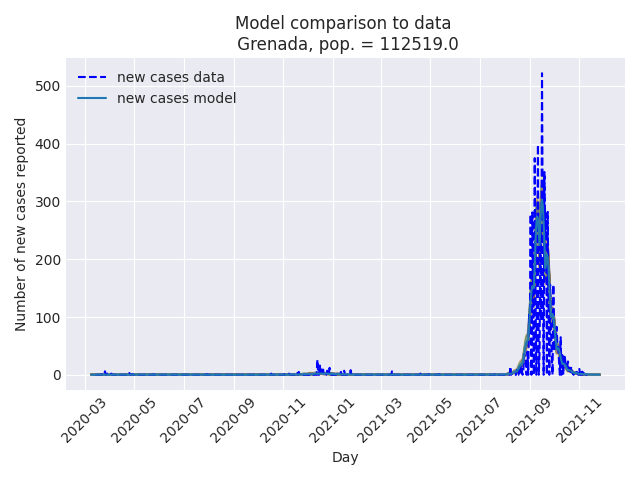 Model comparison to data
Grenada, pop. = 112519.0
new cases data
new cases model
Number of new cases reported
500
400
300
200
100
0
2020-03
2020-05
2020-07
2020-09
2020-11
2021-01
2021-03
2021-05
2021-07
2021-09
2021-11
Day